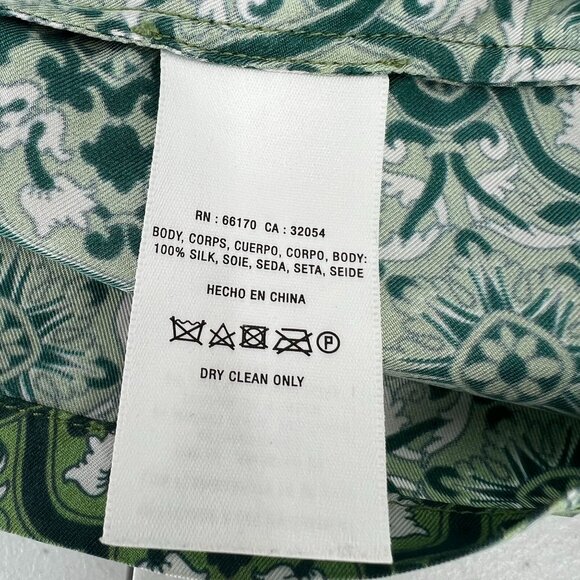 RN : 66170 CA : 32054
BODY, CORPS, CUERPO, CORPO, BODY:
100% SILK, SOIE, SEDA, SETA, SEIDE
HECHO EN CHINA
P
DRY CLEAN ONLY